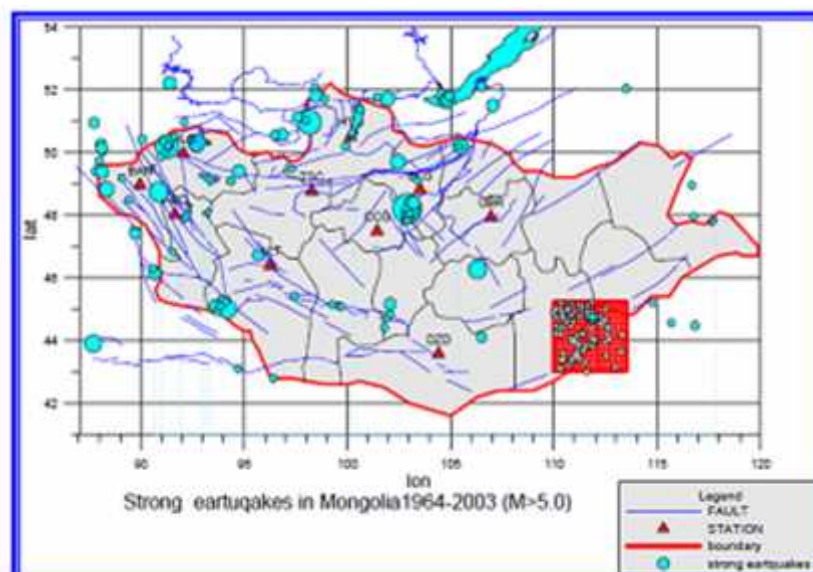 54
52
50
48
46
44
42
lat
90
95
100
105
110
115
120
lon
Strong eartuqakes in Mongolia1964-2003 (M>5.0)
Legend
FAULT
STATION
boundary
strong eartquakes